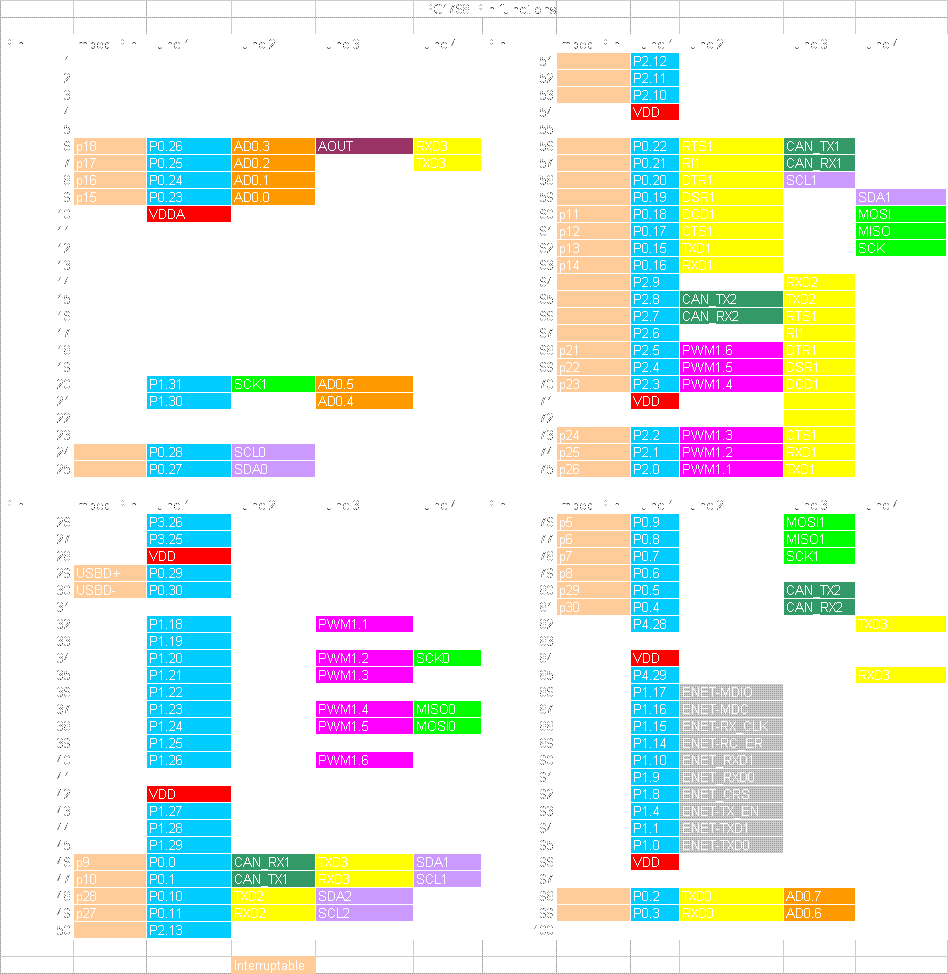 LPC1768 Pin functions
Pin mbed Pin Func1 Func2 Func3 Func4 Pin mbed Pin Func1 Func2 Func3 Func4
1 51 P2.12
2 52 P2.11
3 53 P2.10
4 54 VDD
5 55
6 p18 P0.26 AD0.3 AOUT RXD3 56 P0.22 RTS1 CAN_TX1
7 p17 P0.25 AD0.2 TXD3 57 P0.21 RI1 CAN_RX1
8 p16 P0.24 AD0.1 58 P0.20 DTR1 SCL1
9 p15 P0.23 AD0.0 59 P0.19 DSR1 SDA1
10 VDDA 60 p11 P0.18 DCD1 MOSI
11 61 p12 P0.17 CTS1 MISO
12 62 p13 P0.15 TXD1 SCK
13 63 p14 P0.16 RXD1
14 64 P2.9 RXD2
15 65 P2.8 CAN_TX2 TXD2
16 66 P2.7 CAN_RX2 RTS1
17 67 P2.6 RI1
18 68 p21 P2.5 PWM1.6 DTR1
19 69 p22 P2.4 PWM1.5 DSR1
20 P1.31 SCK1 AD0.5 70 p23 P2.3 PWM1.4 DCD1
21 P1.30 AD0.4 71 VDD
22 72
23 73 p24 P2.2 PWM1.3 CTS1
24 P0.28 SCL0 74 p25 P2.1 PWM1.2 RXD1
25 P0.27 SDA0 75 p26 P2.0 PWM1.1 TXD1
Pin mbed Pin Func1 Func2 Func3 Func4 Pin mbed Pin Func1 Func2 Func3 Func4
26 P3.26 76 p5 P0.9 MOSI1
27 P3.25 77 p6 P0.8 MISO1
28 VDD 78 p7 P0.7 SCK1
29 USBD+ P0.29 79 p8 P0.6
30 USBD- P0.30 80 p29 P0.5 CAN_TX2
31 81 p30 P0.4 CAN_RX2
32 P1.18 PWM1.1 82 P4.28 TXD3
33 P1.19 83
34 P1.20 PWM1.2 SCK0 84 VDD
35 P1.21 PWM1.3 85 P4.29 RXD3
36 P1.22 86 P1.17 ENET-MDIO
37 P1.23 PWM1.4 MISO0 87 P1.16 ENET-MDC
38 P1.24 PWM1.5 MOSI0 88 P1.15 ENET-RX_CLK
39 P1.25 89 P1.14 ENET-RC_ER
40 P1.26 PWM1.6 90 P1.10 ENET_RXD1
41 91 P1.9 ENET_RXD0
42 VDD 92 P1.8 ENET_CRS
43 P1.27 93 P1.4 ENET-TX_EN
44 P1.28 94 P1.1 ENET-TXD1
45 P1.29 95 P1.0 ENET-TXD0
46 p9 P0.0 CAN_RX1 TXD3 SDA1 96 VDD
47 p10 P0.1 CAN_TX1 RXD3 SCL1 97
48 p28 P0.10 TXD2 SDA2 98 P0.2 TXD0 AD0.7
49 p27 P0.11 RXD2 SCL2 99 P0.3 RXD0 AD0.6
50 P2.13 100
Interruptable